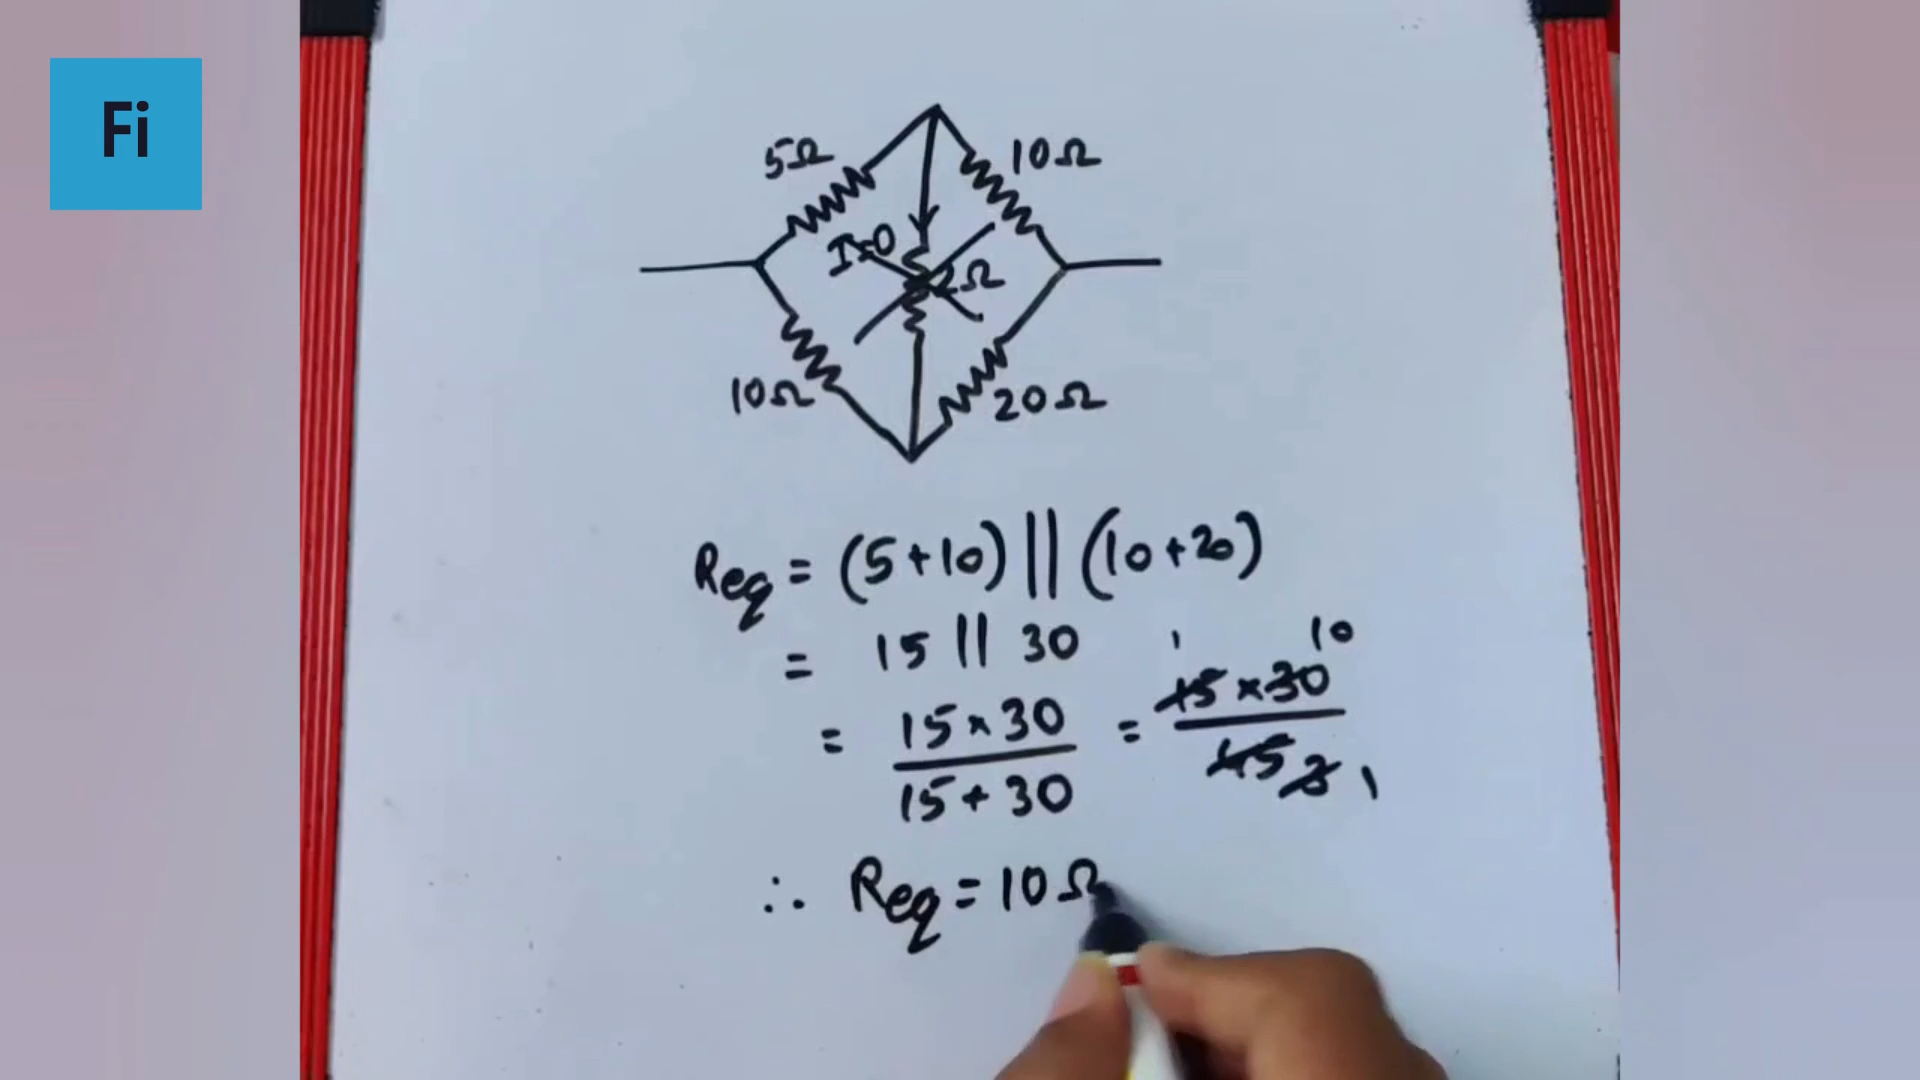 Fi
5Ω
10Ω
I=0
2Ω
10Ω
20Ω
Req = (5+10) || (10+20)
= 15 || 30
= 15×30 / 15+30 = 15×30 / 45 1 10 3 1
∴ Req = 10Ω